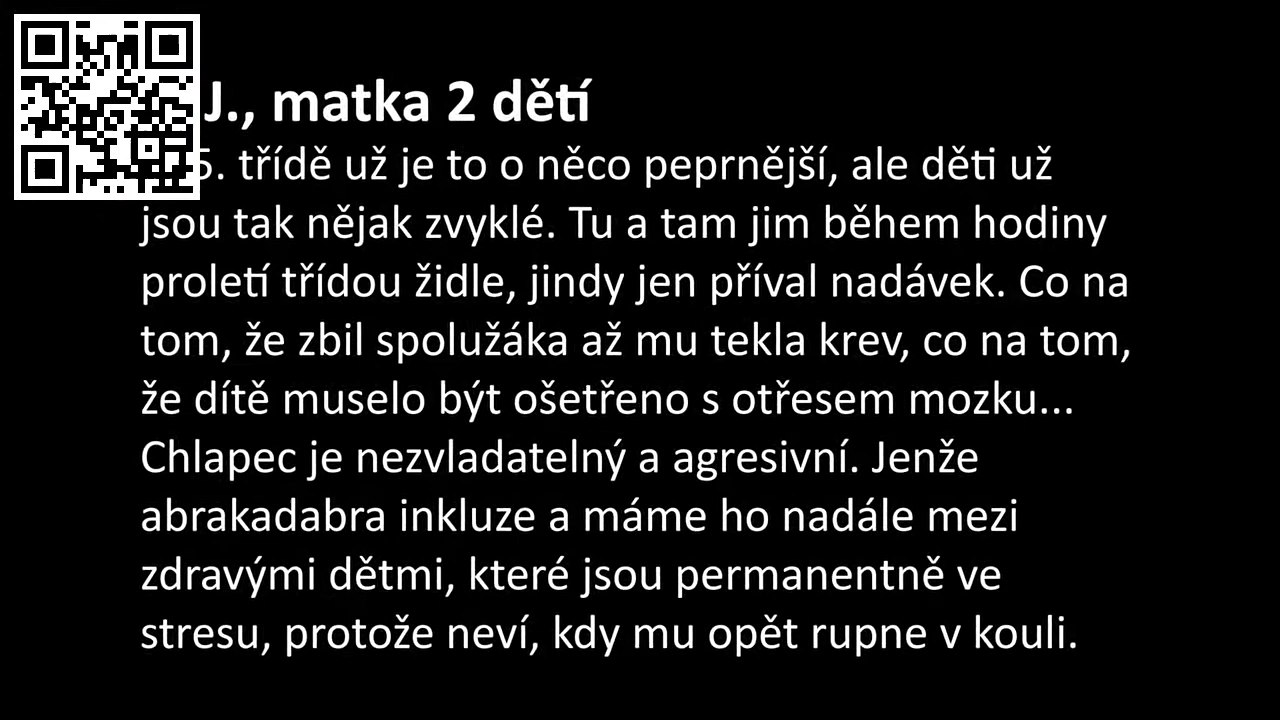 J., matka 2 dětí
5. třídě už je to o něco peprnější, ale děti už
jsou tak nějak zvyklé. Tu a tam jim během hodiny
proletí třídou židle, jindy jen příval nadávek. Co na
tom, že zbil spolužáka až mu tekla krev, co na tom,
že dítě muselo být ošetřeno s otřesem mozku...
Chlapec je nezvladatelný a agresivní. Jenže
abrakadabra inkluze a máme ho nadále mezi
zdravými dětmi, které jsou permanentně ve
stresu, protože neví, kdy mu opět rupne v kouli.